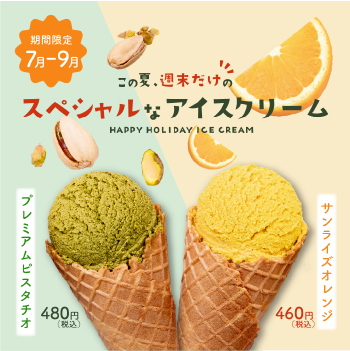 期間限定
7月–9月
この夏、週末だけの
スペシャルなアイスクリーム
HAPPY HOLIDAY ICE CREAM
プレミアムピスタチオ
480円
（税込）
サンライズオレンジ
460円
（税込）